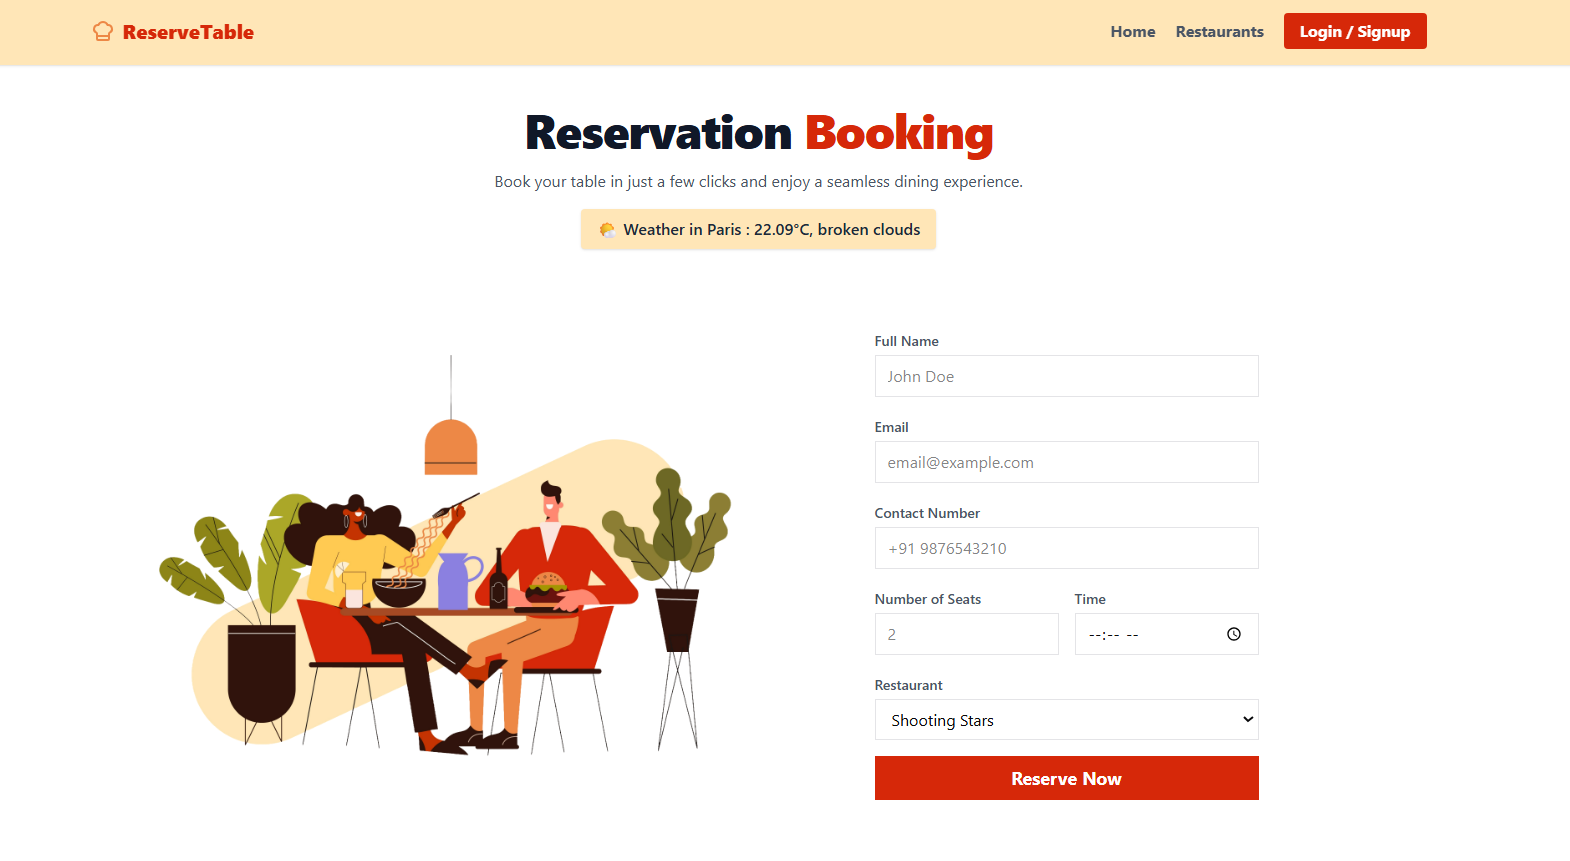 ReserveTable
Home Restaurants Login / Signup
Reservation Booking
Book your table in just a few clicks and enjoy a seamless dining experience.
Weather in Paris : 22.09°C, broken clouds
Full Name
John Doe
Email
email@example.com
Contact Number
+91 9876543210
Number of Seats Time
2 --:-- --
Restaurant
Shooting Stars
Reserve Now